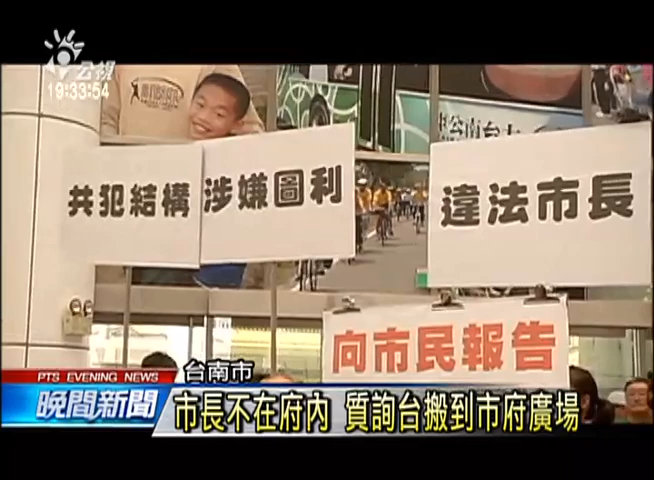 公視
19:33:54
共犯結構
涉嫌圖利
違法市長
向市民報告
PTS EVENING NEWS
台南市
晚間新聞
市長不在府內 質詢台搬到市府廣場